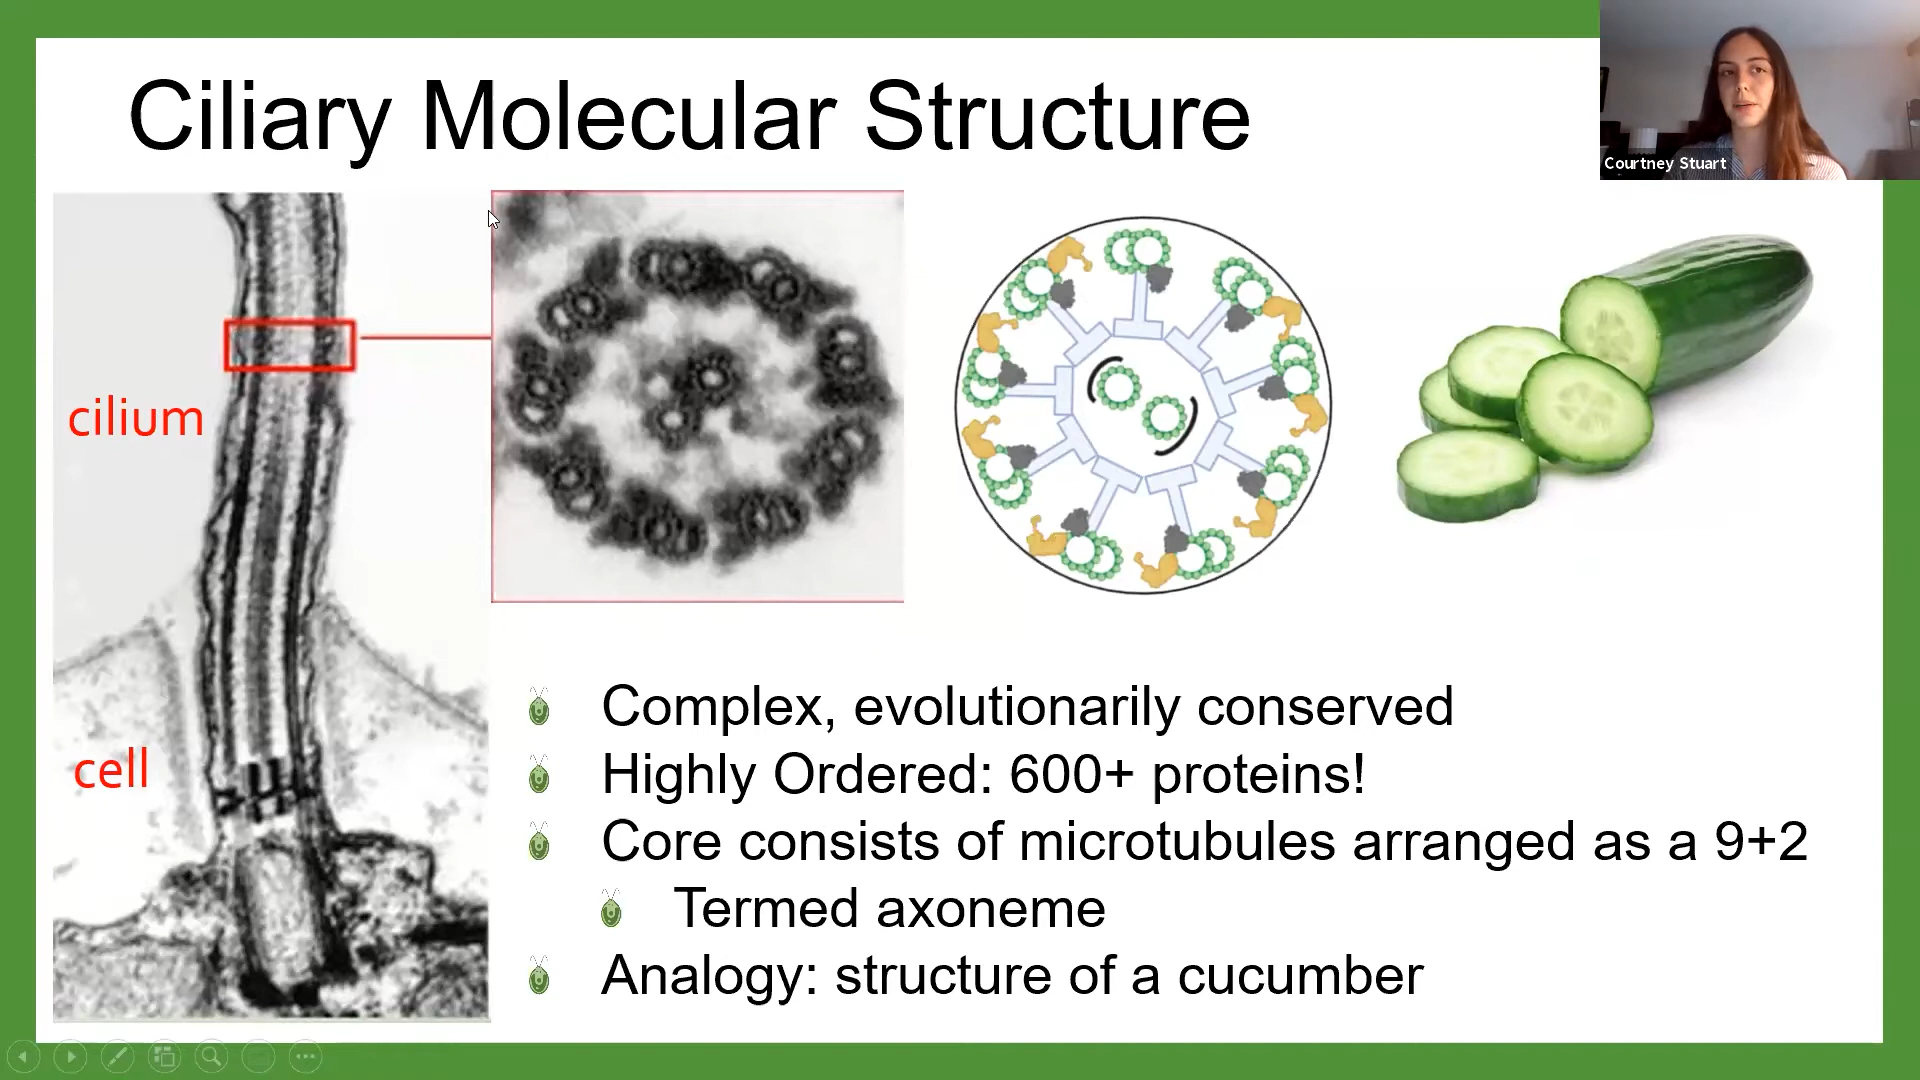 Ciliary Molecular Structure
Courtney Stuart
cilium
cell
Complex, evolutionarily conserved
Highly Ordered: 600+ proteins!
Core consists of microtubules arranged as a 9+2
Termed axoneme
Analogy: structure of a cucumber